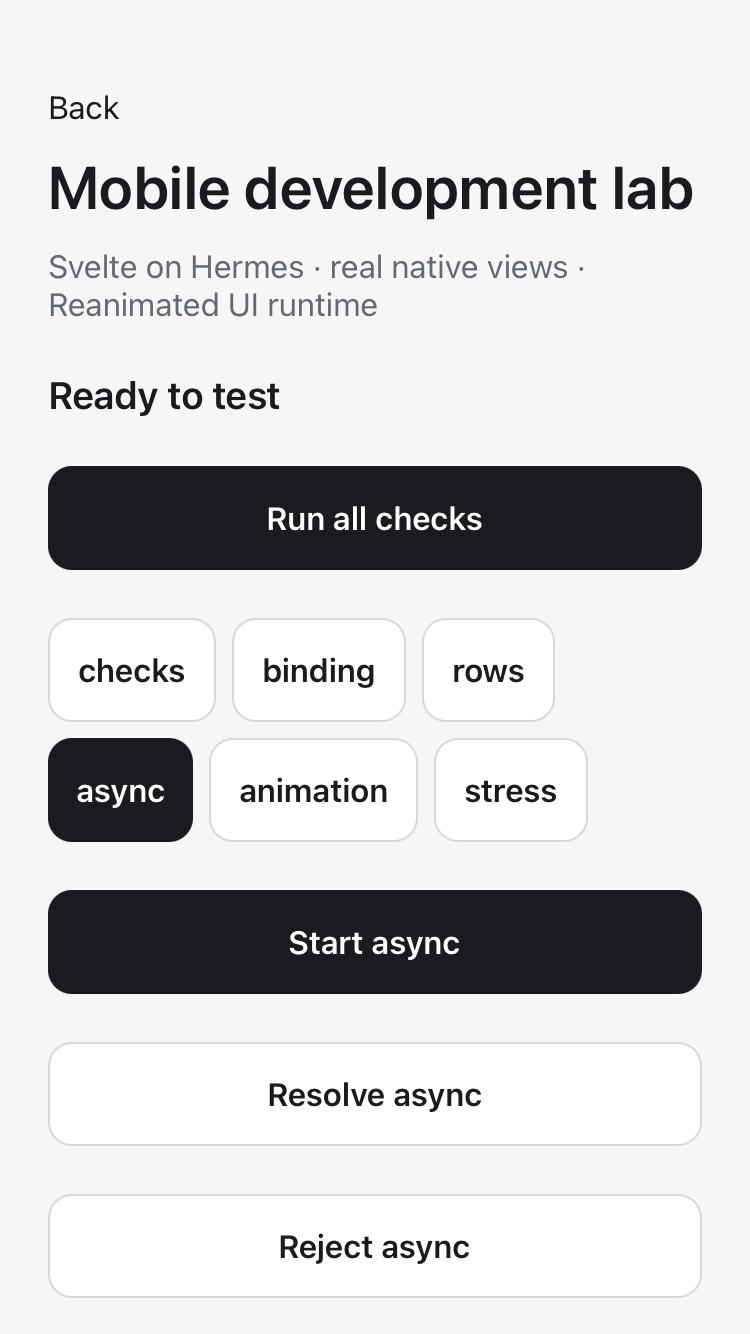 Back
Mobile development lab
Svelte on Hermes · real native views ·
Reanimated UI runtime
Ready to test
Run all checks
checks binding rows
async animation stress
Start async
Resolve async
Reject async